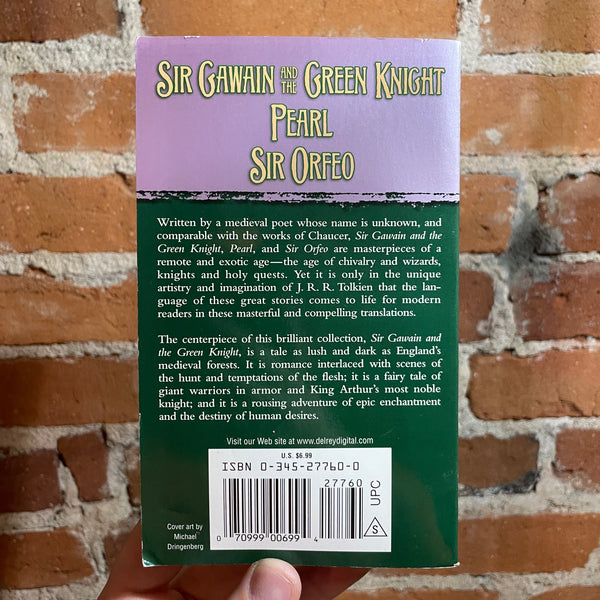 SIR GAWAIN AND THE GREEN KNIGHT
PEARL
SIR ORFEO
Written by a medieval poet whose name is unknown, and
comparable with the works of Chaucer, Sir Gawain and the
Green Knight, Pearl, and Sir Orfeo are masterpieces of a
remote and exotic age—the age of chivalry and wizards,
knights and holy quests. Yet it is only in the unique
artistry and imagination of J. R. R. Tolkien that the lan-
guage of these great stories comes to life for modern
readers in these masterful and compelling translations.
The centerpiece of this brilliant collection, Sir Gawain and
the Green Knight, is a tale as lush and dark as England's
medieval forests. It is romance interlaced with scenes of
the hunt and temptations of the flesh; it is a fairy tale of
giant warriors in armor and King Arthur's most noble
knight; and it is a rousing adventure of epic enchantment
and the destiny of human desires.
Visit our Web site at www.delreydigital.com
U.S. $6.99
ISBN 0-345-27760-0
27760
UPC
S
0 70999 00699 4
Cover art by
Michael
Dringenberg